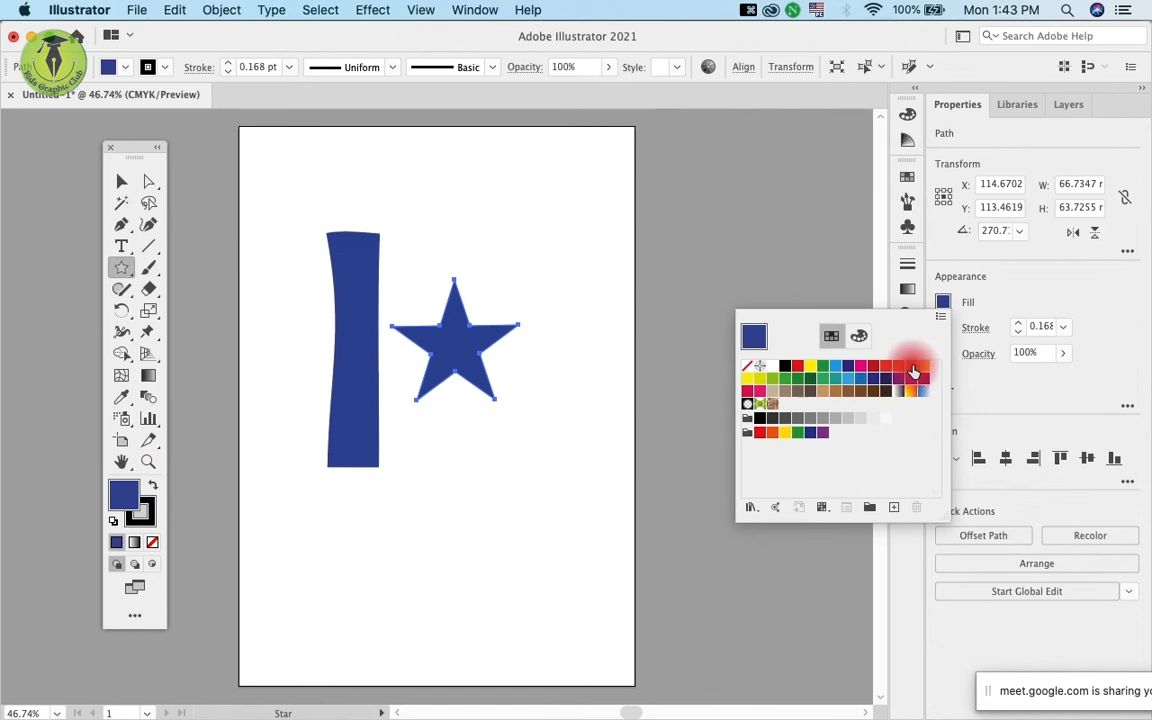 Illustrator File Edit Object Type Select Effect View Window Help 100% Mon 1:43 PM
Adobe Illustrator 2021 Search Adobe Help
Stroke: 0.168 pt Uniform Basic Opacity: 100% Style: Align Transform
Untitled-1* @ 46.74% (CMYK/Preview)
Properties Libraries Layers
Path
Transform
X: 114.6702 W: 66.7347 r
Y: 113.4619 H: 63.7255 r
270.7
Appearance
Fill
Stroke 0.168
Opacity 100%
Offset Path Recolor
Arrange
Start Global Edit
meet.google.com is sharing yo
46.74% 1 Star